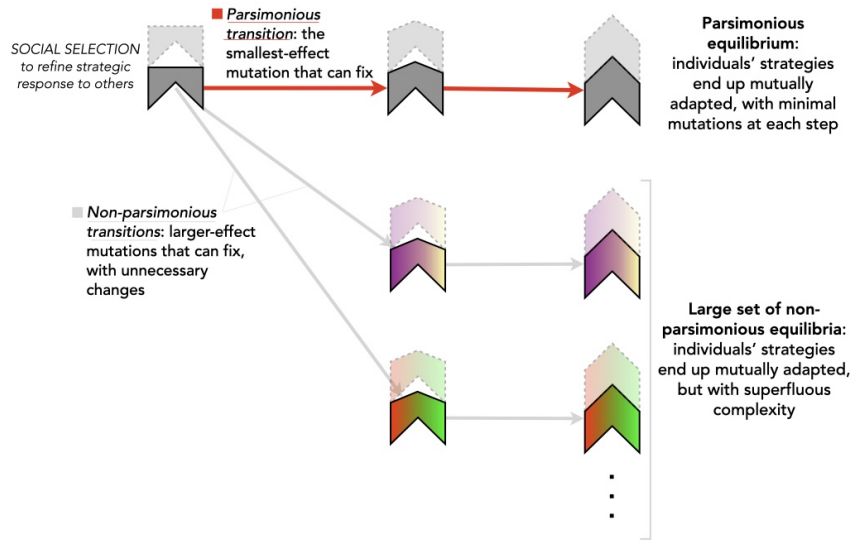 SOCIAL SELECTION
to refine strategic
response to others
Parsimonious
transition: the
smallest-effect
mutation that can fix
Parsimonious
equilibrium:
individuals’ strategies
end up mutually
adapted, with minimal
mutations at each step
Non-parsimonious
transitions: larger-effect
mutations that can fix,
with unnecessary
changes
Large set of non-
parsimonious equilibria:
individuals’ strategies
end up mutually adapted,
but with superfluous
complexity